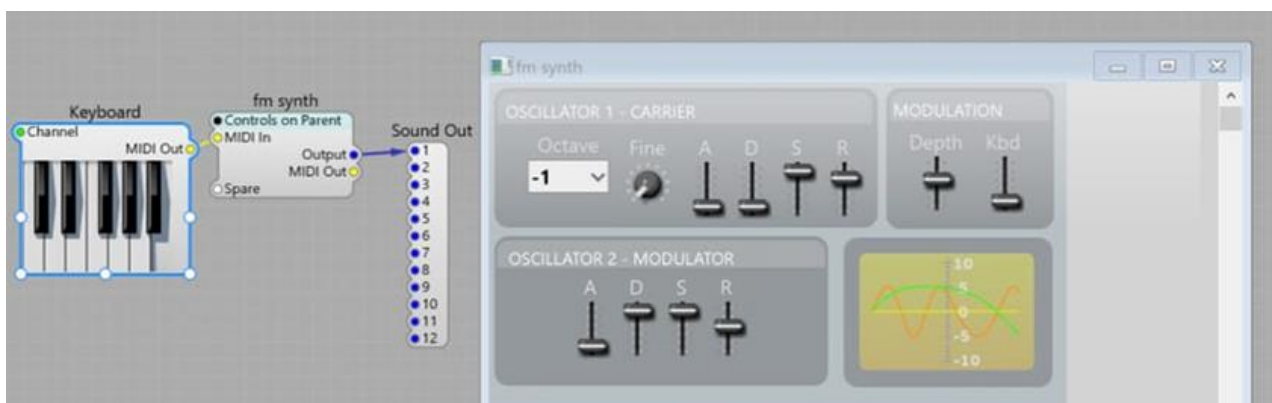 Keyboard
Channel
MIDI Out
fm synth
Controls on Parent
MIDI In
Output
MIDI Out
Spare
Sound Out
1
2
3
4
5
6
7
8
9
10
11
12
fm synth
OSCILLATOR 1 - CARRIER
Octave Fine A D S R
-1
MODULATION
Depth Kbd
OSCILLATOR 2 - MODULATOR
A D S R
10
5
0
-5
-10